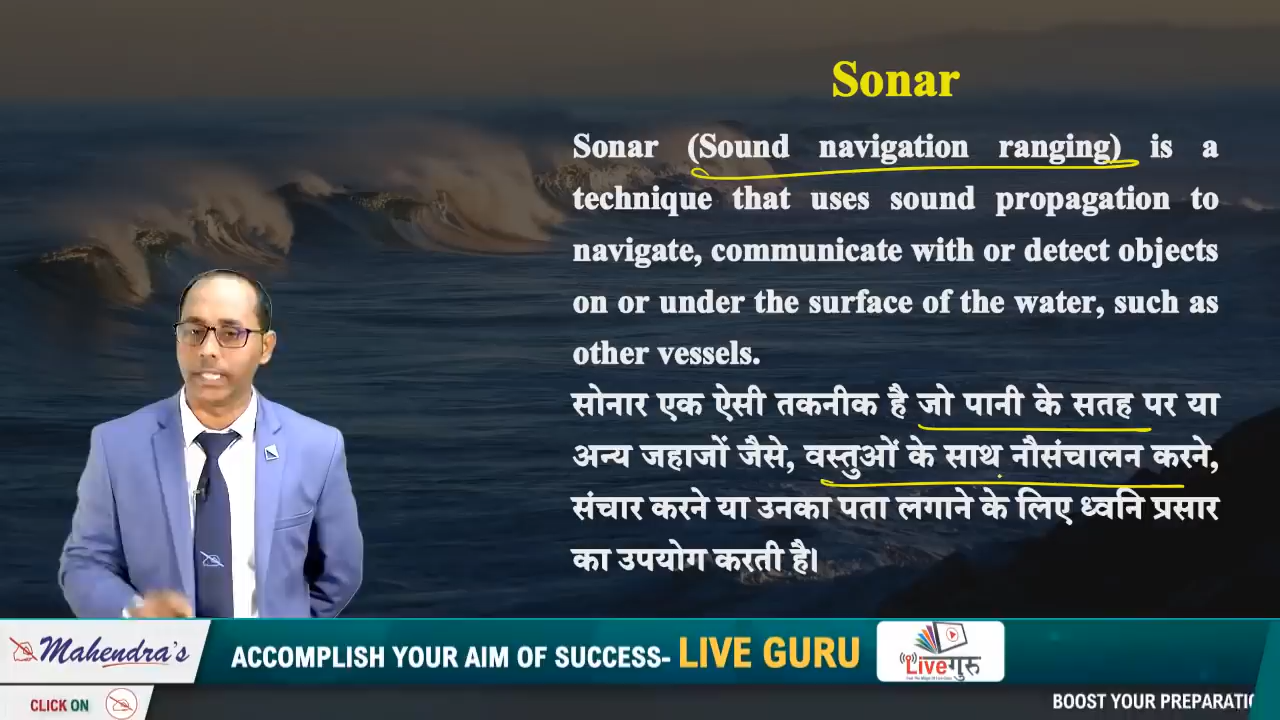 Sonar
Sonar (Sound navigation ranging) is a
technique that uses sound propagation to
navigate, communicate with or detect objects
on or under the surface of the water, such as
other vessels.
सोनार एक ऐसी तकनीक है जो पानी के सतह पर या
अन्य जहाजों जैसे, वस्तुओं के साथ नौसंचालन करने,
संचार करने या उनका पता लगाने के लिए ध्वनि प्रसार
का उपयोग करती है।
Mahendra's
ACCOMPLISH YOUR AIM OF SUCCESS- LIVE GURU
Liveगुरु
CLICK ON
BOOST YOUR PREPARATIO